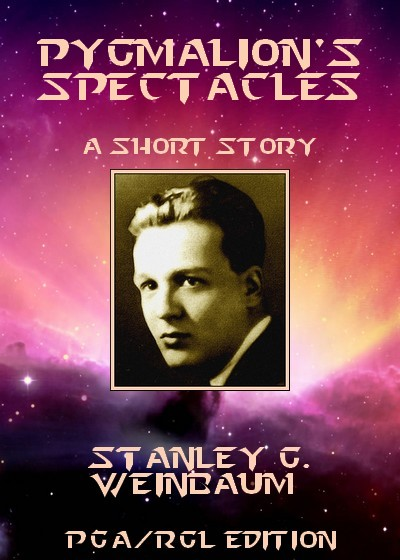 PYGMALION'S
SPECTACLES
A SHORT STORY
STANLEY G.
WEINBAUM
PGA/RGL EDITION